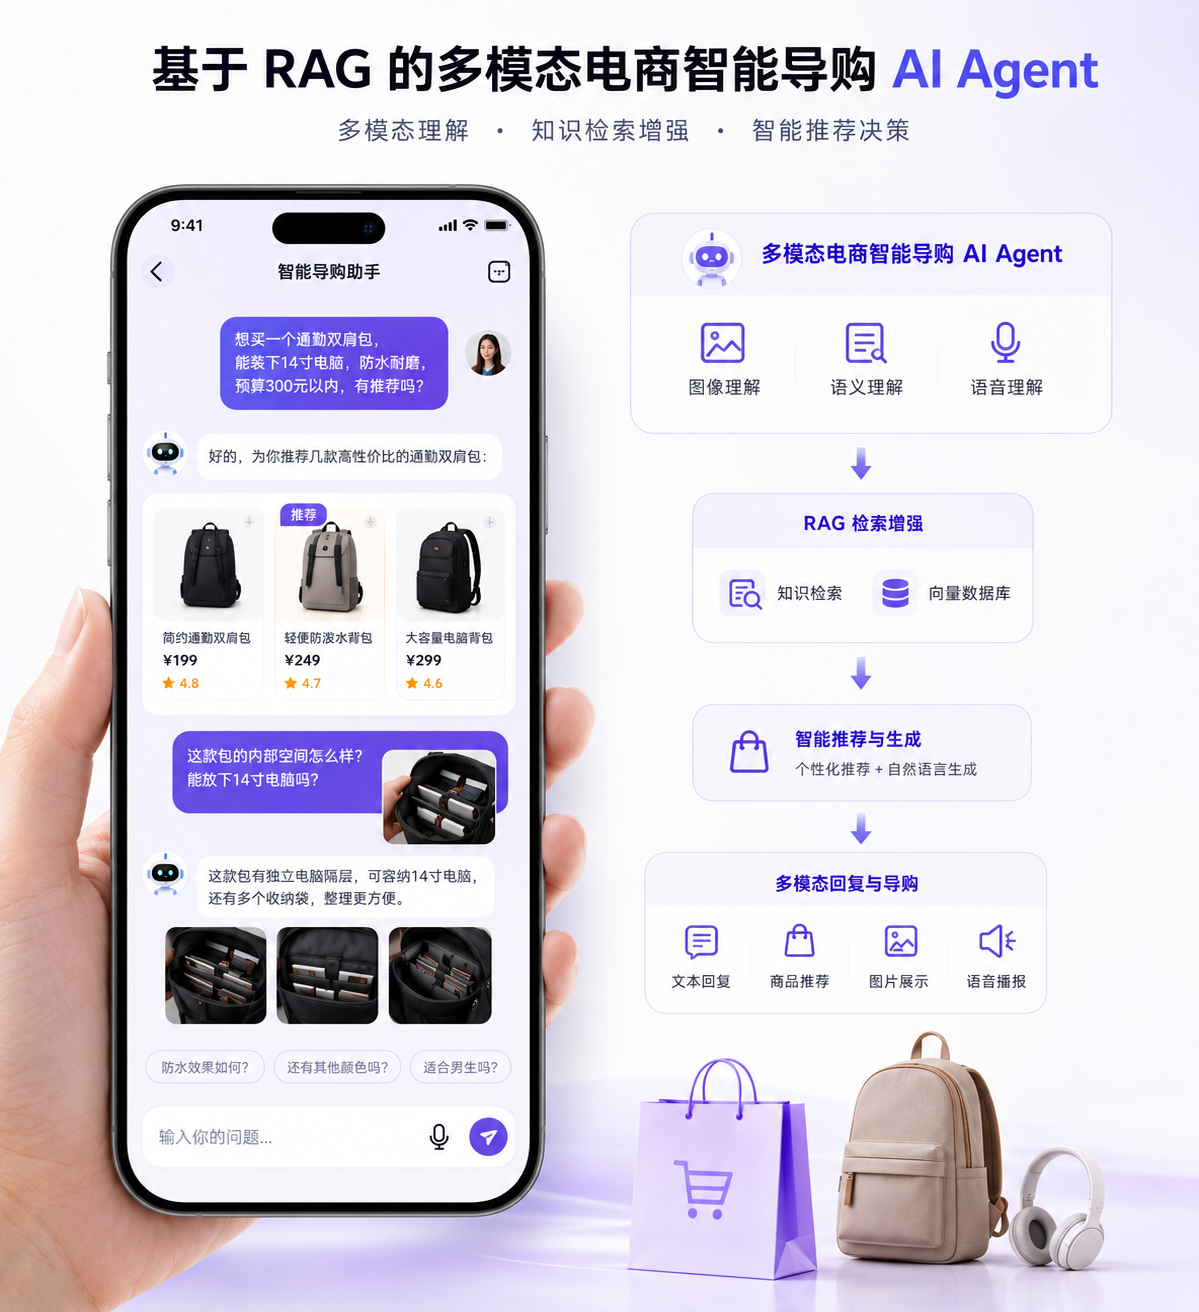 基于 RAG 的多模态电商智能导购 AI Agent
多模态理解 • 知识检索增强 • 智能推荐决策
9:41
智能导购助手
想买一个通勤双肩包，
能装下14寸电脑，防水耐磨，
预算300元以内，有推荐吗？
好的，为你推荐几款高性价比的通勤双肩包：
推荐
简约通勤双肩包
¥199
4.8
轻便防泼水背包
¥249
4.7
大容量电脑背包
¥299
4.6
这款包的内部空间怎么样？
能放下14寸电脑吗？
这款包有独立电脑隔层，可容纳14寸电脑，
还有多个收纳袋，整理更方便。
防水效果如何？
还有其他颜色吗？
适合男生吗？
输入你的问题...
多模态电商智能导购 AI Agent
图像理解
语义理解
语音理解
RAG 检索增强
知识检索
向量数据库
智能推荐与生成
个性化推荐 + 自然语言生成
多模态回复与导购
文本回复
商品推荐
图片展示
语音播报